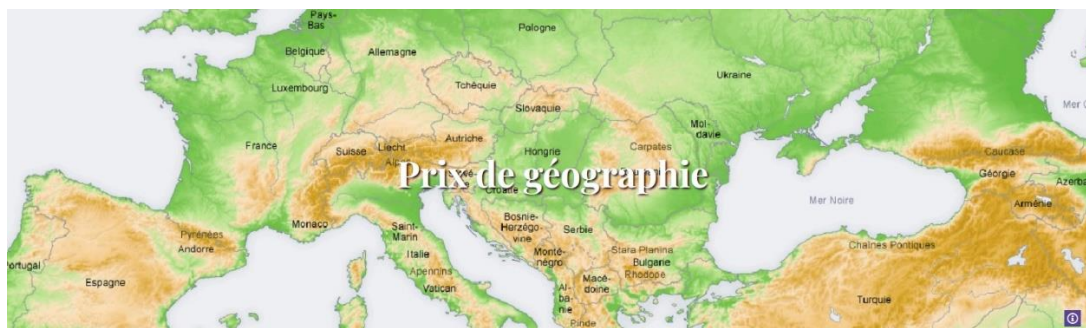 Pays-
Bas
Pologne
Belgique
Allemagne
Ukraine
Luxembourg
Tchéquie
Slovaquie
Mol-
davie
France
Autriche
Suisse
Liecht
Hongrie
Carpates
Caucase
Prix de géographie
Géorgie
Croatie
Arménie
Mer Noire
Monaco
Saint-
Marin
Bosnie-
Herzégo
vine
Serbie
Pyrénées
Andorre
Italie
Monté-
négro
Stara Planina
Bulgarie
Rhodope
Chaînes Pontiques
Portugal
Espagne
Apennins
Vatican
Macé-
doine
Al-
ba-
nie
Turquie
Pinde